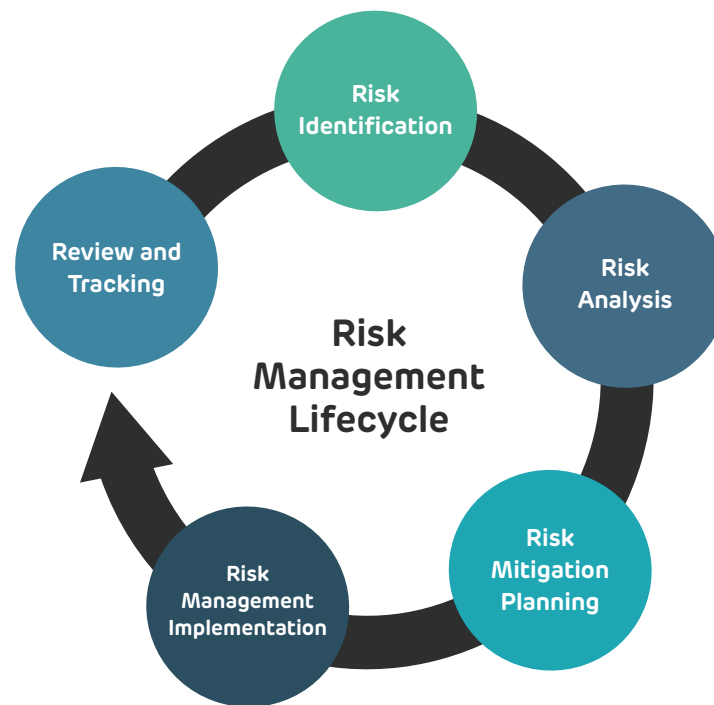 Risk
Identification
Risk
Analysis
Risk
Mitigation
Planning
Risk
Management
Implementation
Review and
Tracking
Risk
Management
Lifecycle